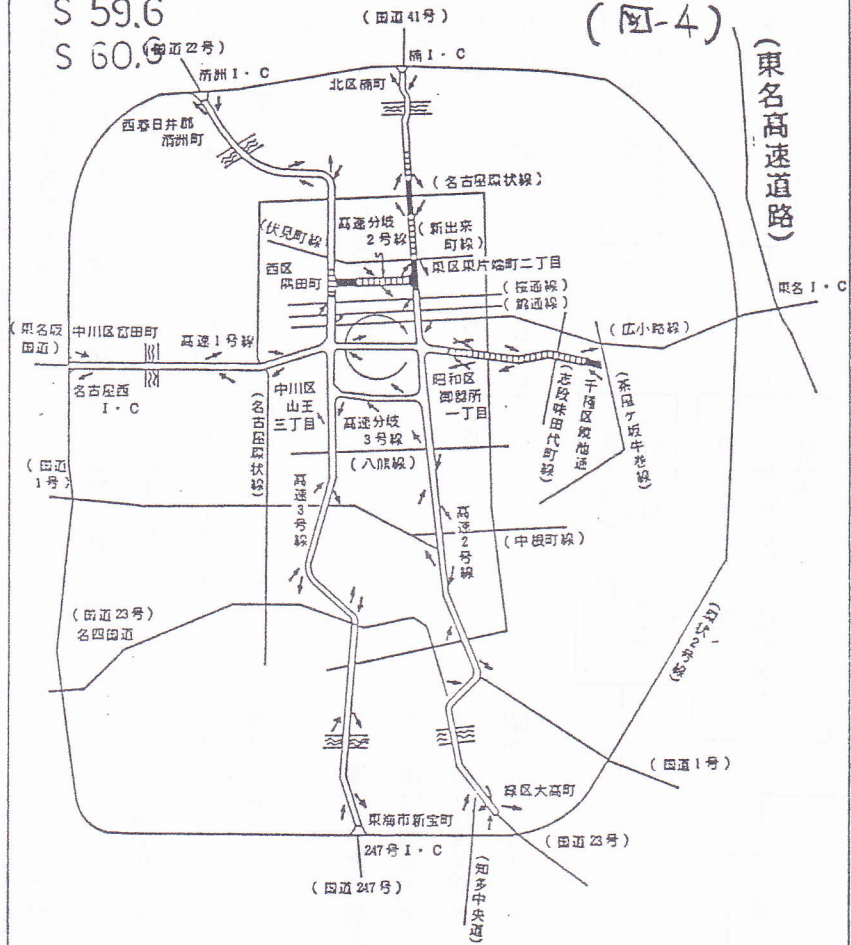 S 59.6
S 60.6
(図-4)
(国道41号)
(国道22号)
清洲I・C
楠I・C
北区楠町
西春日井郡
清洲町
(東名高速道路)
(名古屋環状線)
(伏見町線)
高速分岐
2号線
(新出来
町線)
西区
東区東片端町二丁目
(桜通線)
(錦通線)
東名I・C
(広小路線)
(東名阪
国道)
中川区富田町
高速1号線
名古屋西
I・C
(名古屋環状線)
中川区
山王
三丁目
昭和区
御器所
一丁目
高速分岐
3号線
(八熊線)
(志段味田代町線)
千種区鏡池通
(茶屋ヶ坂牛巻線)
(国道
1号)
高速3号線
高速2号線
(中根町線)
(国道23号)
名四国道
(環状2号線)
(国道1号)
緑区大高町
東海市新宝町
247号I・C
(国道23号)
(国道247号)
(知多中央道)